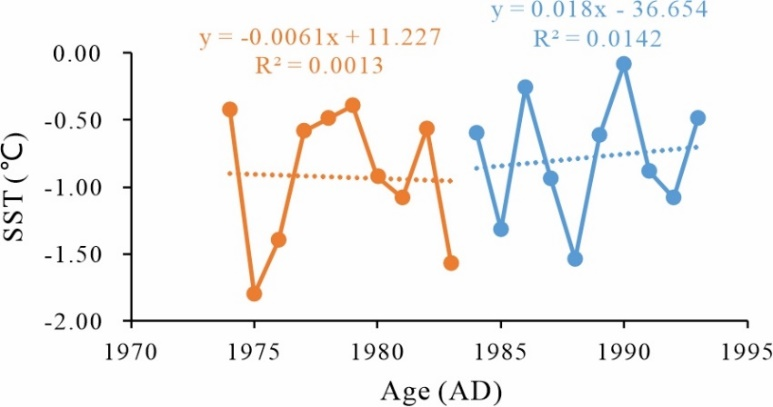 y = 0.018x - 36.654
R² = 0.0142
y = -0.0061x + 11.227
R² = 0.0013
0.00
-0.50
-1.00
-1.50
-2.00
SST (℃)
1970 1975 1980 1985 1990 1995
Age (AD)